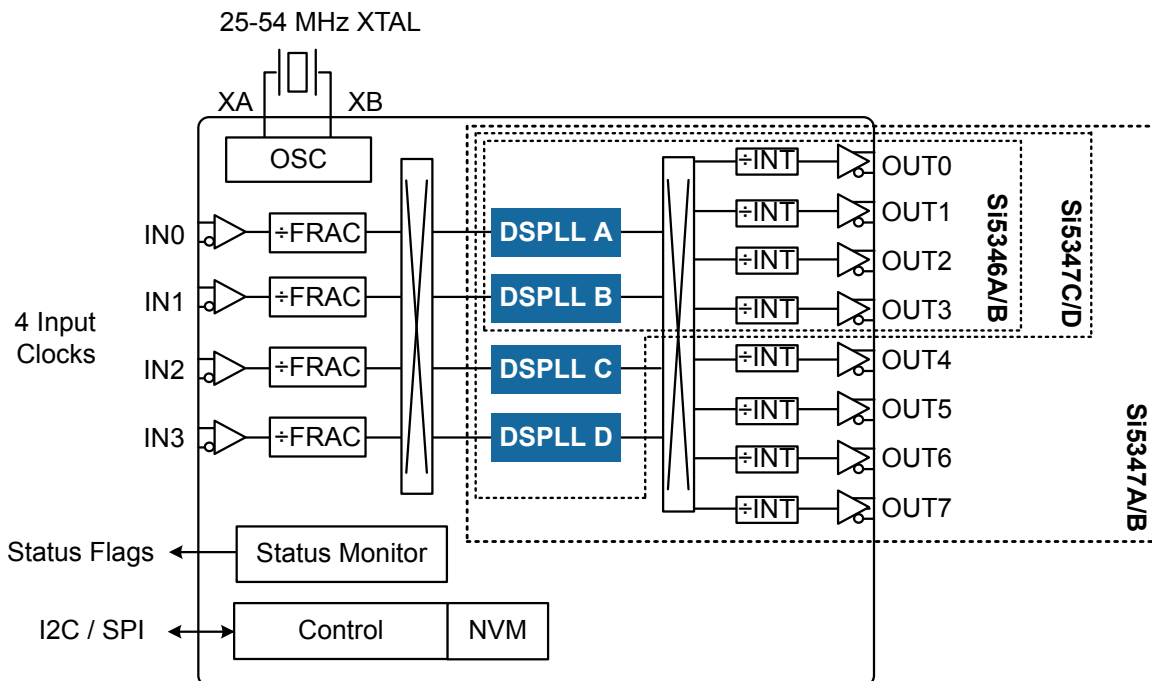 25-54 MHz XTAL
XA
XB
OSC
IN0
÷FRAC
IN1
÷FRAC
4 Input
Clocks
IN2
÷FRAC
IN3
÷FRAC
DSPLL A
DSPLL B
DSPLL C
DSPLL D
÷INT
OUT0
÷INT
OUT1
÷INT
OUT2
÷INT
OUT3
÷INT
OUT4
÷INT
OUT5
÷INT
OUT6
÷INT
OUT7
Si5346A/B
Si5347C/D
Si5347A/B
Status Flags
Status Monitor
I2C / SPI
Control
NVM